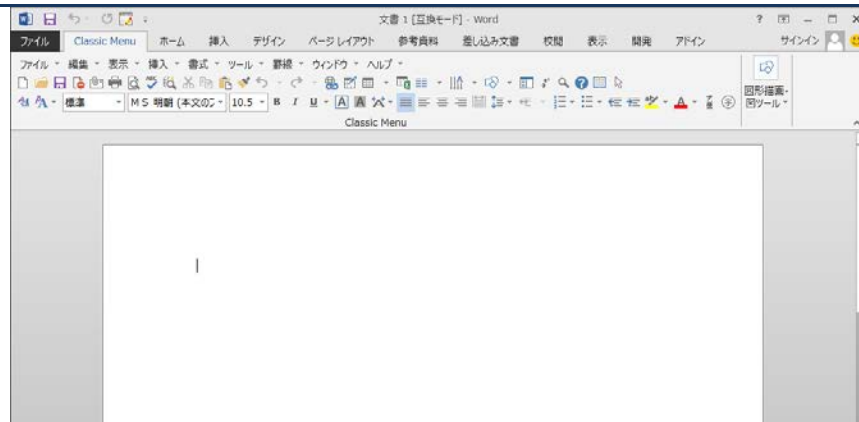 文書 1 [互換モード] - Word
ファイル Classic Menu ホーム 挿入 デザイン ページ レイアウト 参考資料 差し込み文書 校閲 表示 開発 アドイン サインイン
ファイル 編集 表示 挿入 書式 ツール 罫線 ウィンドウ ヘルプ
標準 MS 明朝 (本文のフ 10.5 B I U A A A
図形描画
図ツール
Classic Menu